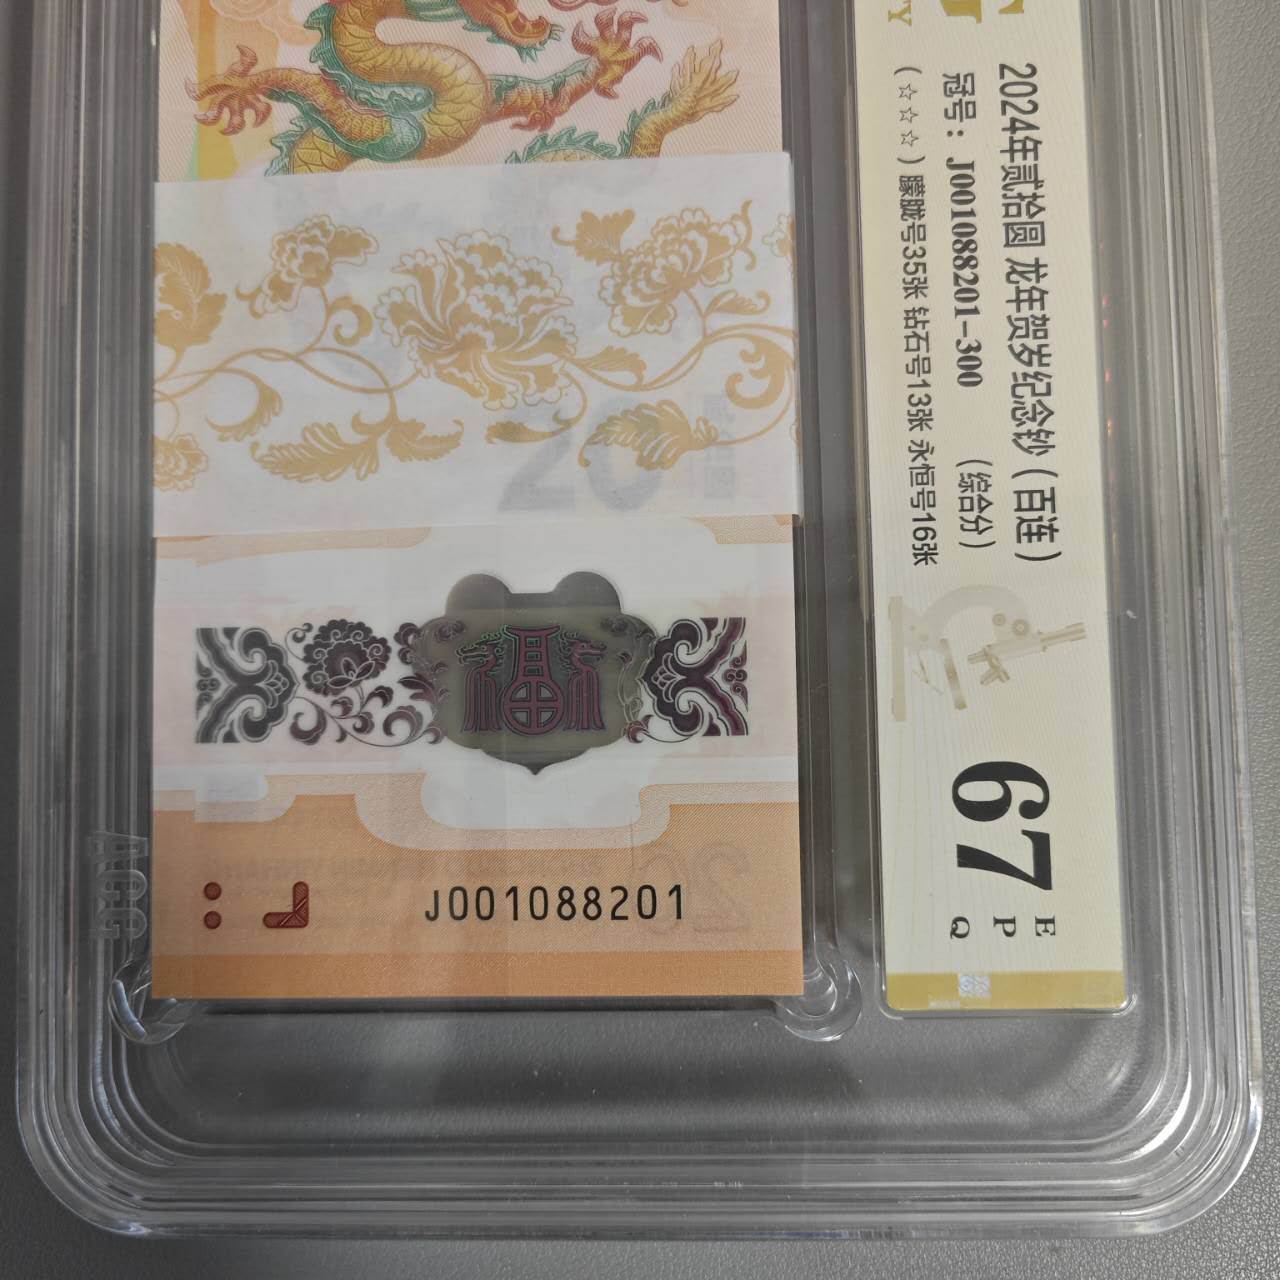 2024年贰拾圆 龙年贺岁纪念钞（百连）
冠号：J001088201-300 （综合分）
（☆☆☆）朦胧号35张 钻石号13张 永恒号16张
67
E
P
Q
20
福
J001088201
20
ACG